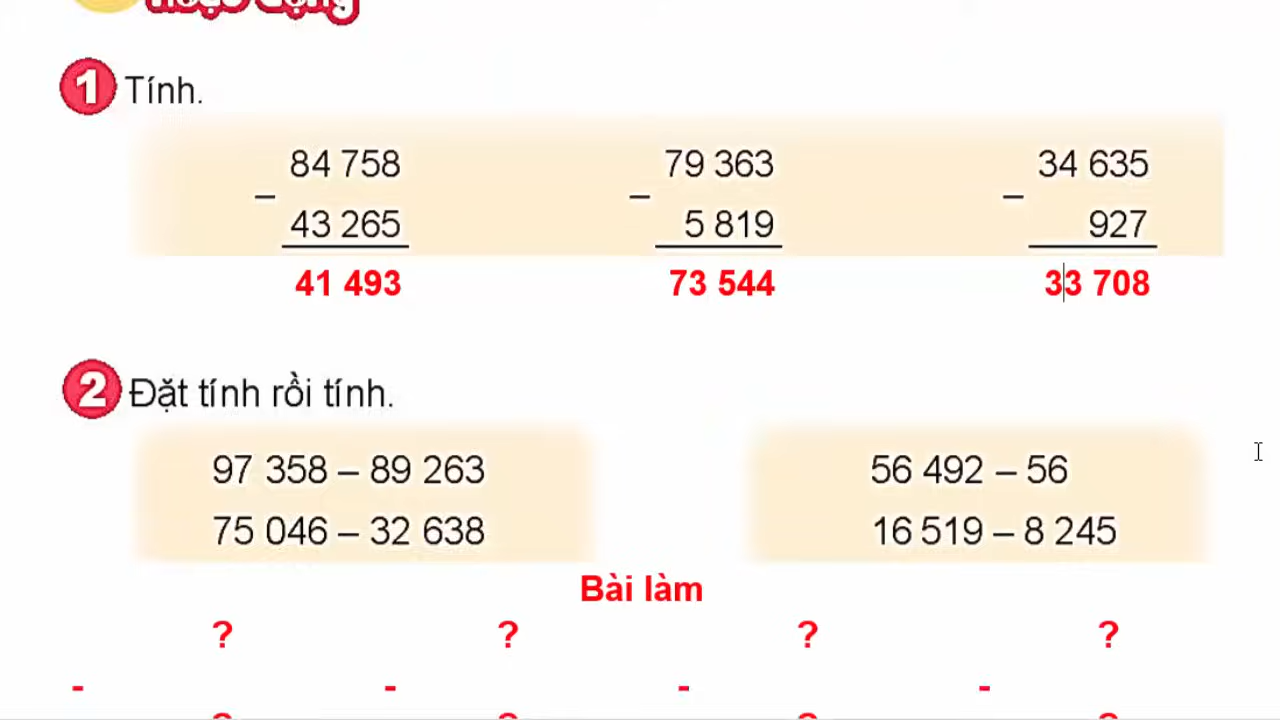 hoạt động
1 Tính.
84 758 79 363 34 635
– – –
43 265 5 819 927
41 493 73 544 33 708
2 Đặt tính rồi tính.
97 358 – 89 263 56 492 – 56
75 046 – 32 638 16 519 – 8 245
Bài làm
? ? ? ?
- - - -
? ? ? ?